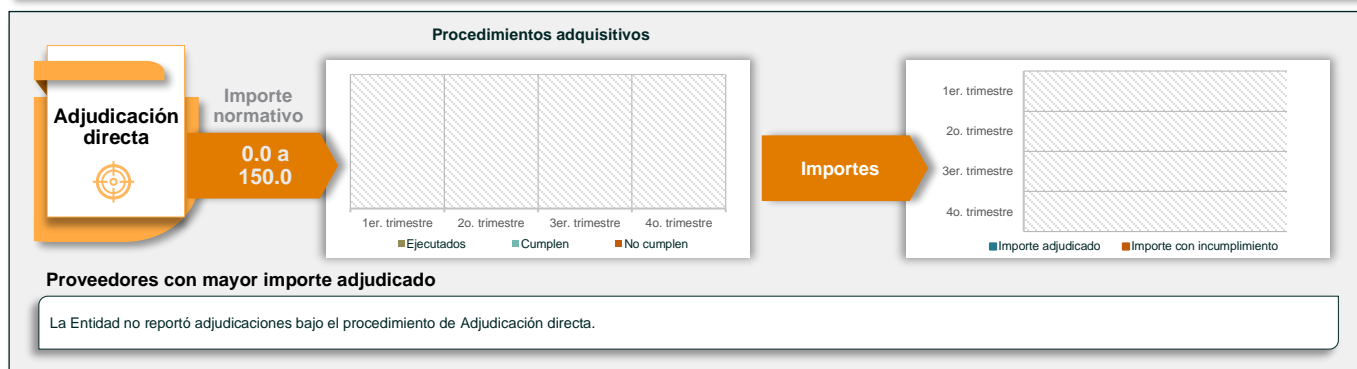 Procedimientos adquisitivos
Adjudicación
directa
Importe
normativo
0.0 a
150.0
1er. trimestre 2o. trimestre 3er. trimestre 4o. trimestre
Ejecutados Cumplen No cumplen
Importes
1er. trimestre
2o. trimestre
3er. trimestre
4o. trimestre
Importe adjudicado Importe con incumplimiento
Proveedores con mayor importe adjudicado
La Entidad no reportó adjudicaciones bajo el procedimiento de Adjudicación directa.